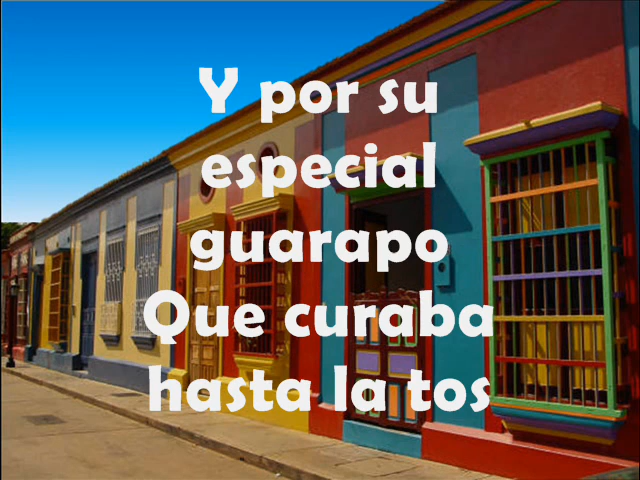 Y por su
especial
guarapo
Que curaba
hasta la tos